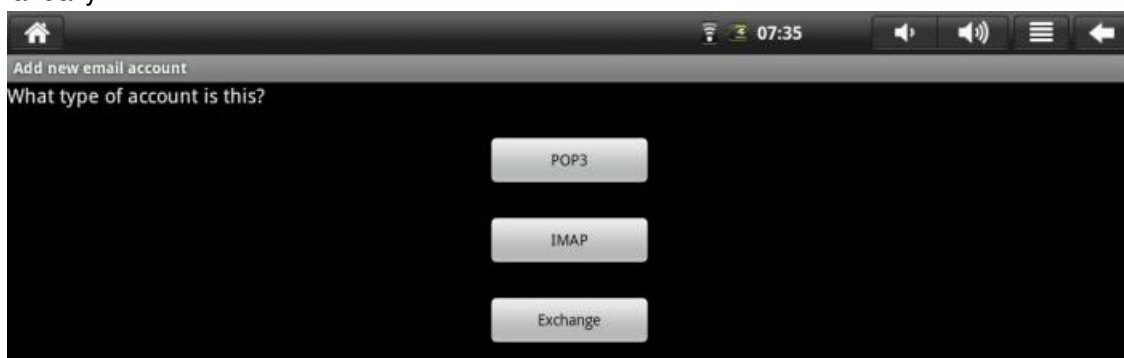 07:35
Add new email account
What type of account is this?
POP3
IMAP
Exchange